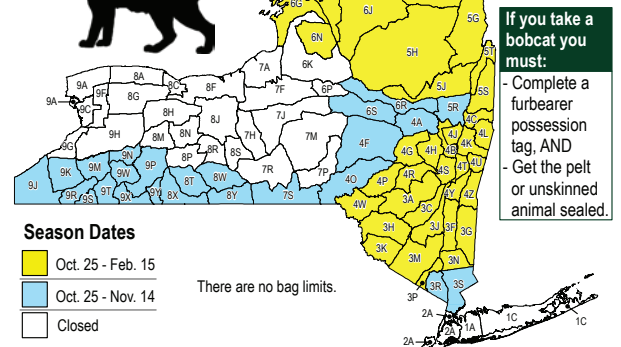 6G
6J
5G
6N
5H
5T
6K
7A
6P
7F
8A
9A
8C
8F
9F
8G
9A
9C
5J
5S
6S
6R
5R
4A
4C
8H
8J
7J
9H
8M
8N
7H
7M
4F
4J
4L
4K
4G
4H
4B
9G
9N
8R
8S
8P
9M
9P
7R
7P
4S
4T
4U
9K
9W
8T
8W
4O
4P
4R
9J
9T
9R
9S
9X
9Y
8X
8Y
7S
4W
3A
4Y
4Z
3C
3H
3J
3F
3G
3K
3M
3N
3P
3R
3S
2A
2A
2A
1A
1C
1C
If you take a
bobcat you
must:
- Complete a
furbearer
possession
tag, AND
- Get the pelt
or unskinned
animal sealed.
Season Dates
Oct. 25 - Feb. 15
Oct. 25 - Nov. 14
Closed
There are no bag limits.